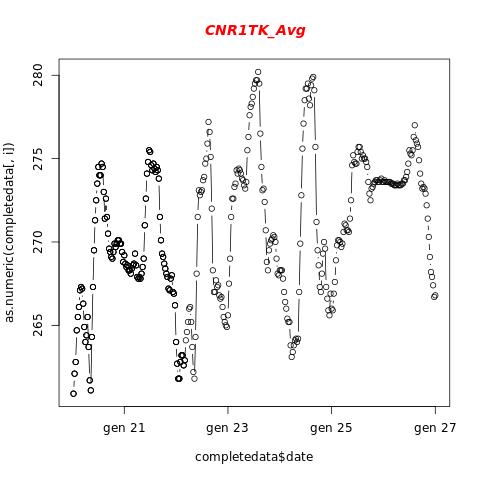 CNR1TK_Avg
as.numeric(completedata[, i])
280
275
270
265
gen 21
gen 23
gen 25
gen 27
completedata$date